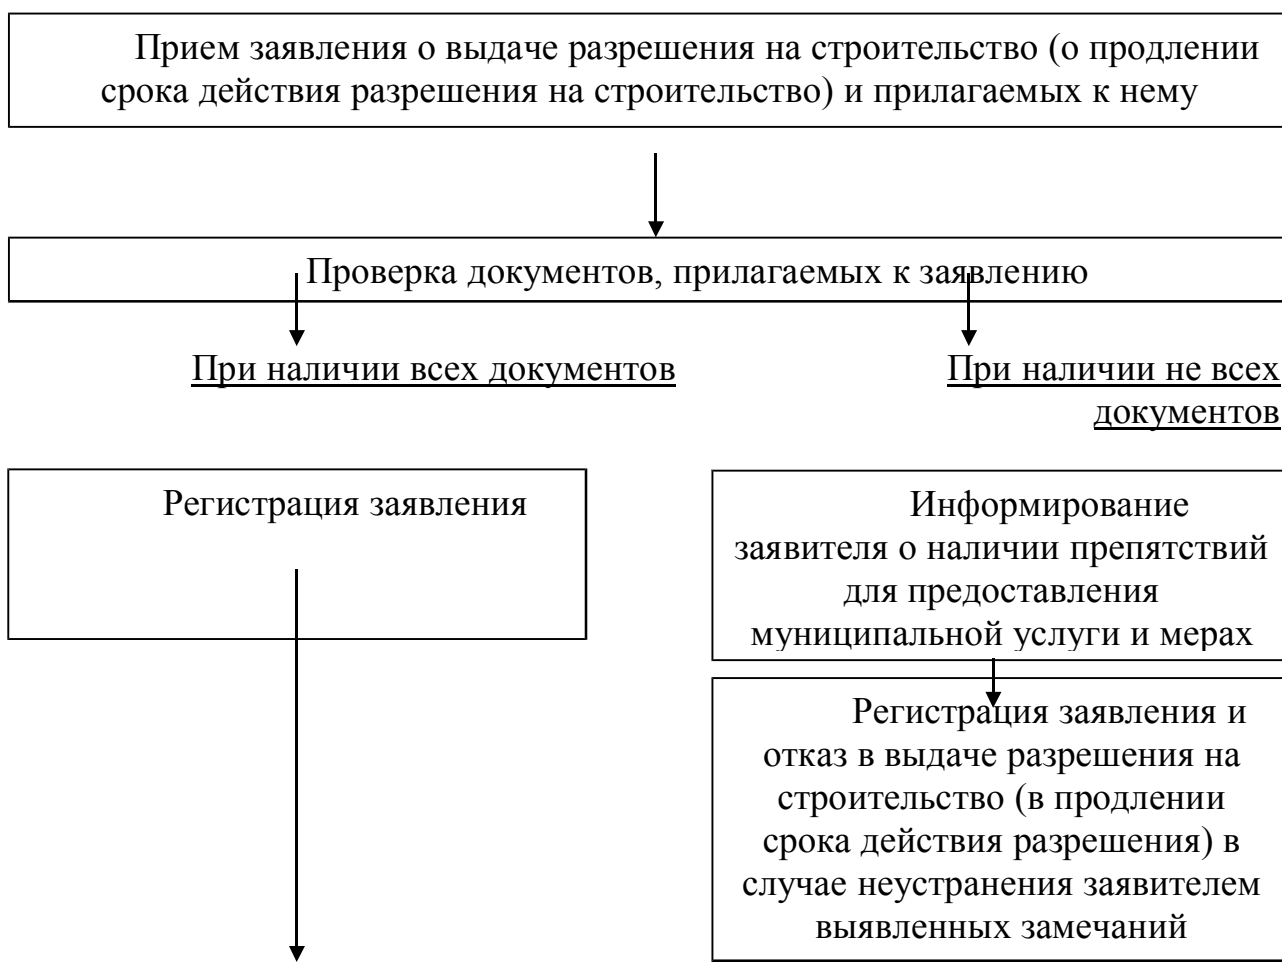 Прием заявления о выдаче разрешения на строительство (о продлении
срока действия разрешения на строительство) и прилагаемых к нему
Проверка документов, прилагаемых к заявлению
При наличии всех документов
При наличии не всех
документов
Регистрация заявления
Информирование
заявителя о наличии препятствий
для предоставления
муниципальной услуги и мерах
Регистрация заявления и
отказ в выдаче разрешения на
строительство (в продлении
срока действия разрешения) в
случае неустранения заявителем
выявленных замечаний